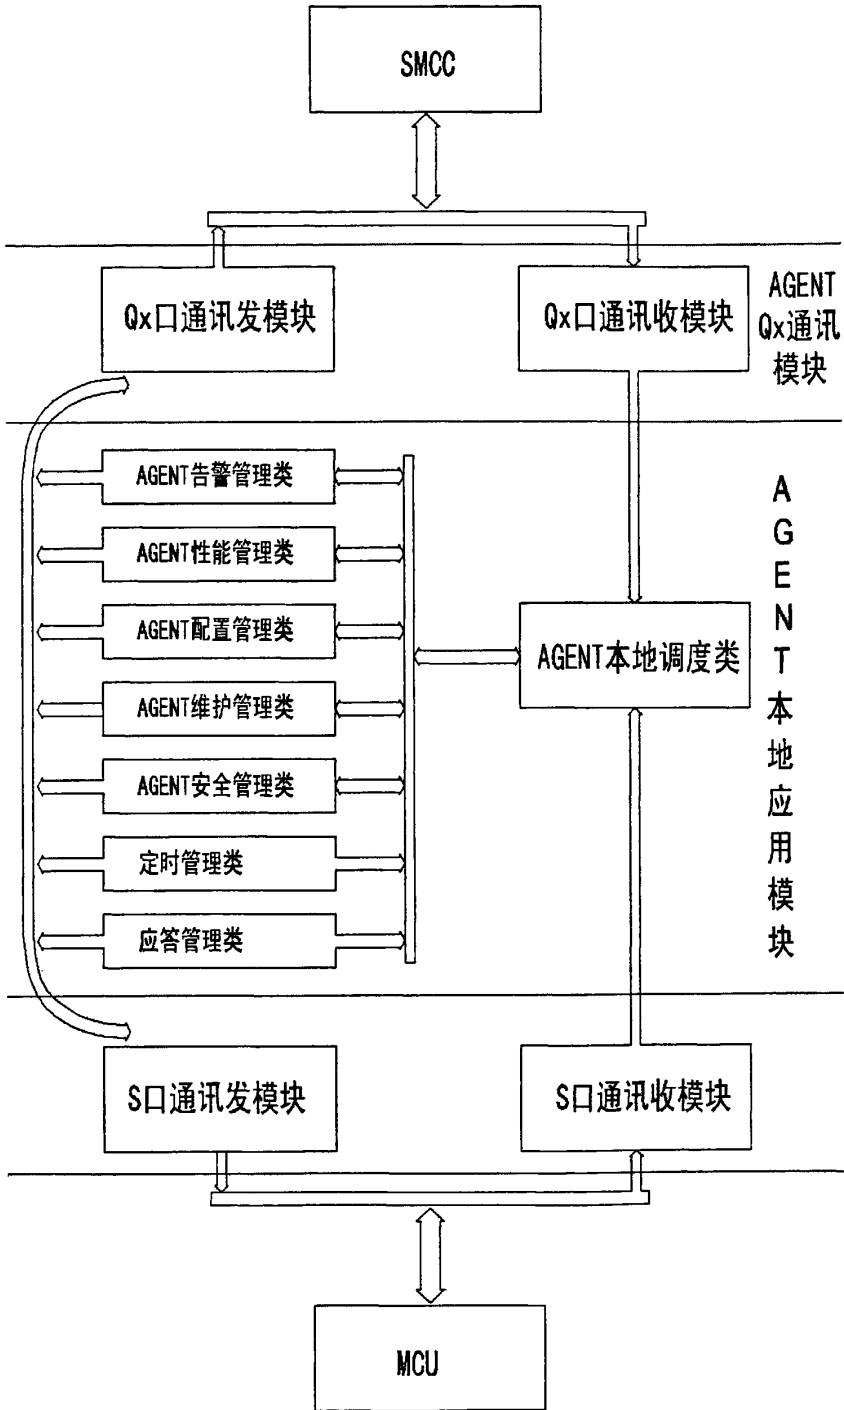 SMCC
Qx口通讯发模块
Qx口通讯收模块
AGENT
Qx通讯
模块
AGENT告警管理类
AGENT性能管理类
AGENT配置管理类
AGENT维护管理类
AGENT安全管理类
定时管理类
应答管理类
AGENT本地调度类
AGENT本地应用模块
S口通讯发模块
S口通讯收模块
MCU